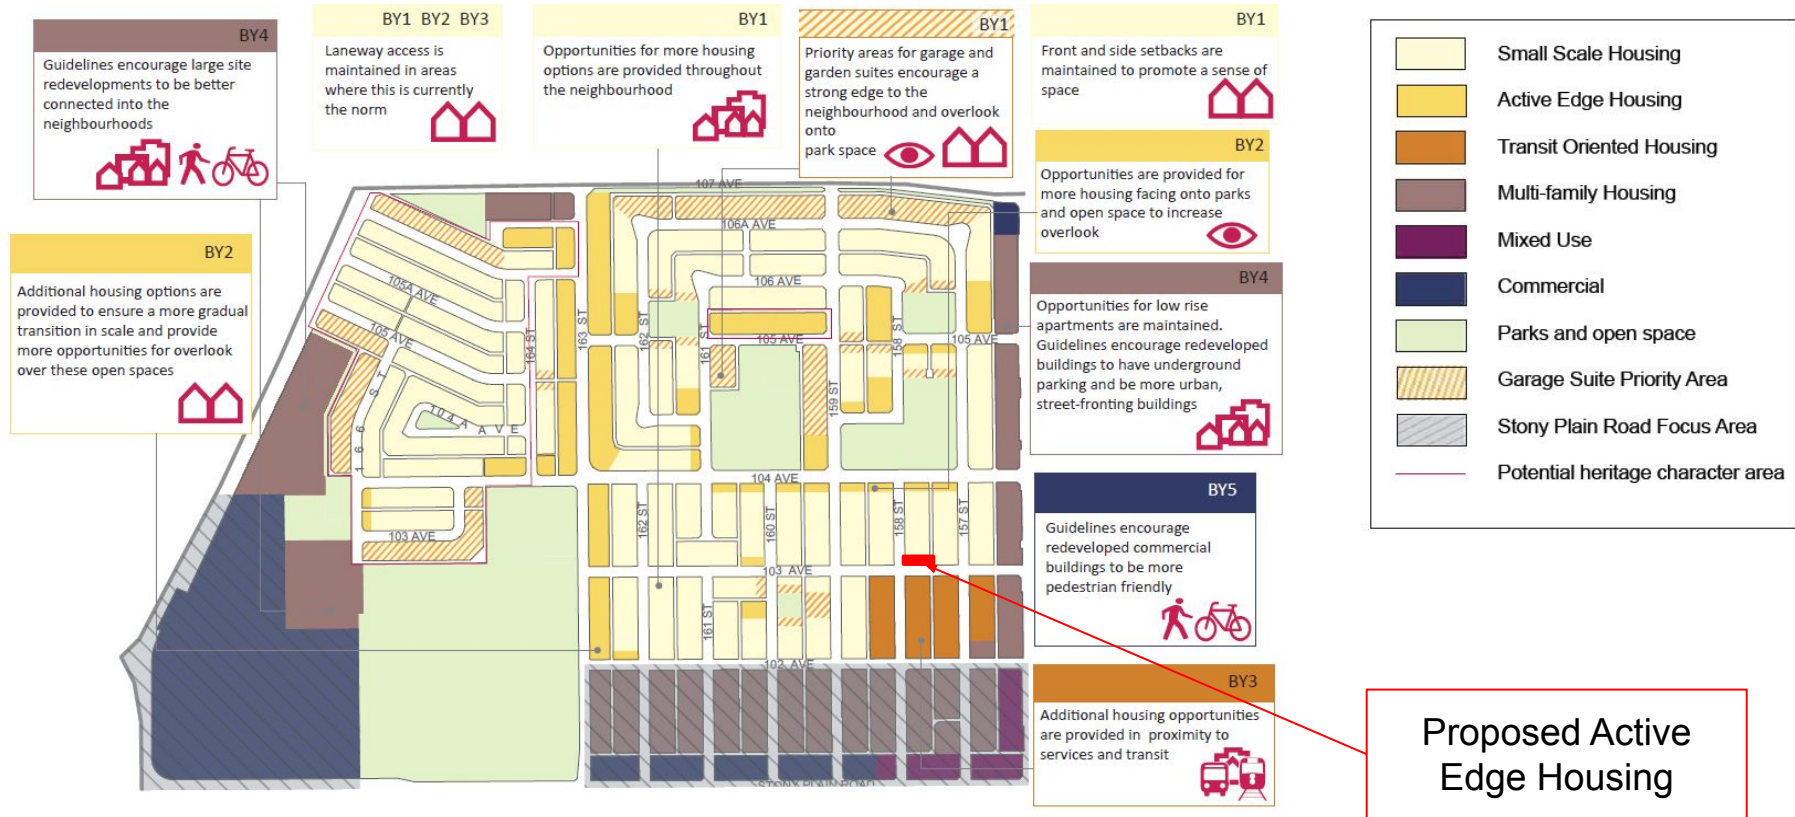 BY4
Guidelines encourage large site
redevelopments to be better
connected into the
neighbourhoods
BY1 BY2 BY3
Laneway access is
maintained in areas
where this is currently
the norm
BY1
Opportunities for more housing
options are provided throughout
the neighbourhood
BY1
Priority areas for garage and
garden suites encourage a
strong edge to the
neighbourhood and overlook
onto
park space
BY1
Front and side setbacks are
maintained to promote a sense of
space
BY2
Opportunities are provided for
more housing facing onto parks
and open space to increase
overlook
BY2
Additional housing options are
provided to ensure a more gradual
transition in scale and provide
more opportunities for overlook
over these open spaces
BY4
Opportunities for low rise
apartments are maintained.
Guidelines encourage redeveloped
buildings to have underground
parking and be more urban,
street-fronting buildings
BY5
Guidelines encourage
redeveloped commercial
buildings to be more
pedestrian friendly
BY3
Additional housing opportunities
are provided in proximity to
services and transit
107 AVE
106A AVE
106 AVE
105A AVE
105 AVE
105 AVE
105 AVE
104A AVE
104 AVE
103 AVE
103 AVE
102 AVE
STONY PLAIN ROAD
166 ST
164 ST
163 ST
162 ST
161 ST
159 ST
158 ST
162 ST
160 ST
158 ST
157 ST
161 ST
Small Scale Housing
Active Edge Housing
Transit Oriented Housing
Multi-family Housing
Mixed Use
Commercial
Parks and open space
Garage Suite Priority Area
Stony Plain Road Focus Area
Potential heritage character area
Proposed Active
Edge Housing